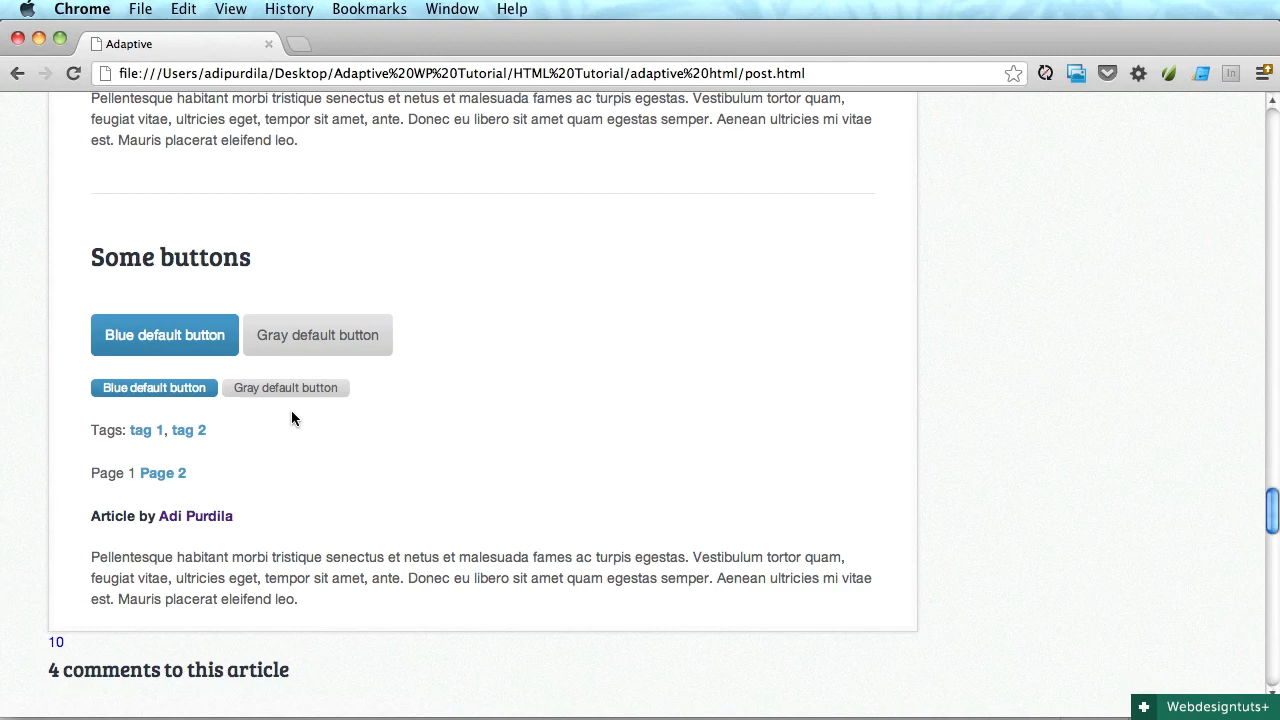 Chrome File Edit View History Bookmarks Window Help
Adaptive
file:///Users/adipurdila/Desktop/Adaptive%20WP%20Tutorial/HTML%20Tutorial/adaptive%20html/post.html
Pellentesque habitant morbi tristique senectus et netus et malesuada fames ac turpis egestas. Vestibulum tortor quam,
feugiat vitae, ultricies eget, tempor sit amet, ante. Donec eu libero sit amet quam egestas semper. Aenean ultricies mi vitae
est. Mauris placerat eleifend leo.
Some buttons
Blue default button Gray default button
Blue default button Gray default button
Tags: tag 1, tag 2
Page 1 Page 2
Article by Adi Purdila
Pellentesque habitant morbi tristique senectus et netus et malesuada fames ac turpis egestas. Vestibulum tortor quam,
feugiat vitae, ultricies eget, tempor sit amet, ante. Donec eu libero sit amet quam egestas semper. Aenean ultricies mi vitae
est. Mauris placerat eleifend leo.
10
4 comments to this article
Webdesigntuts+